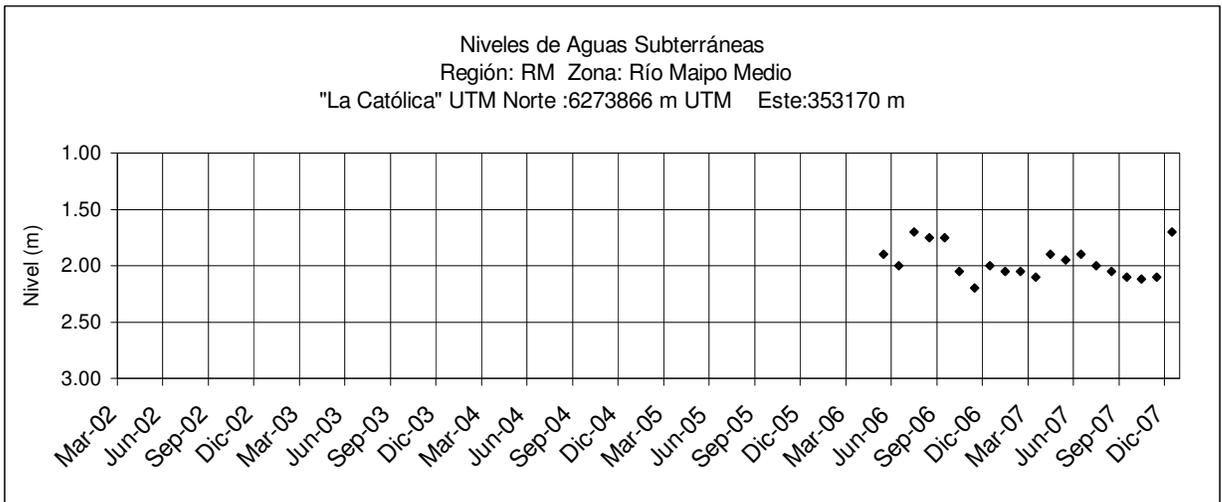 Niveles de Aguas Subterráneas
Región: RM Zona: Río Maipo Medio
"La Católica" UTM Norte :6273866 m UTM Este:353170 m
Nivel (m)
1.00
1.50
2.00
2.50
3.00
Mar-02
Jun-02
Sep-02
Dic-02
Mar-03
Jun-03
Sep-03
Dic-03
Mar-04
Jun-04
Sep-04
Dic-04
Mar-05
Jun-05
Sep-05
Dic-05
Mar-06
Jun-06
Sep-06
Dic-06
Mar-07
Jun-07
Sep-07
Dic-07